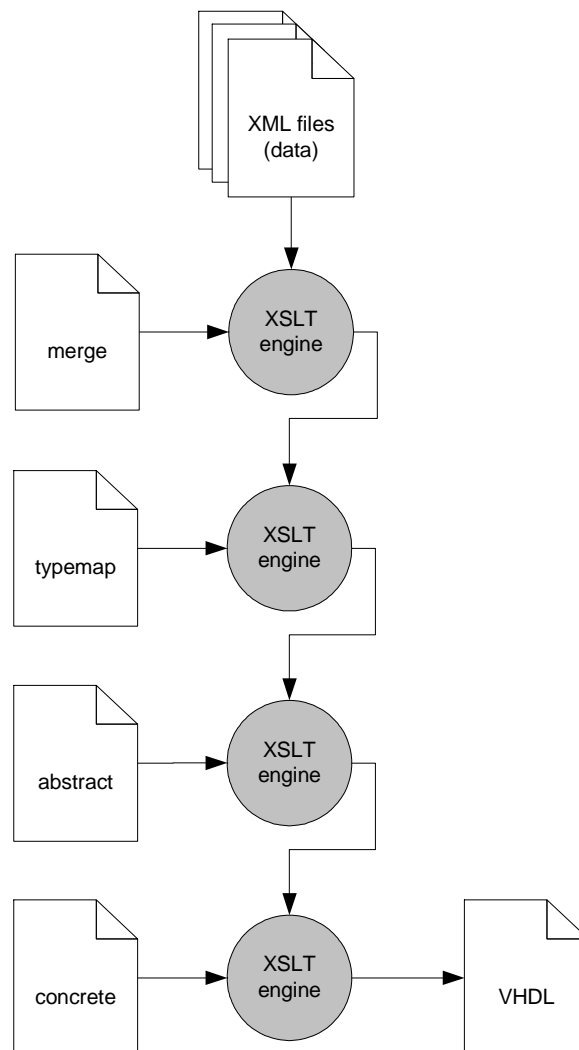 XML files
(data)
merge
XSLT
engine
typemap
XSLT
engine
abstract
XSLT
engine
concrete
XSLT
engine
VHDL